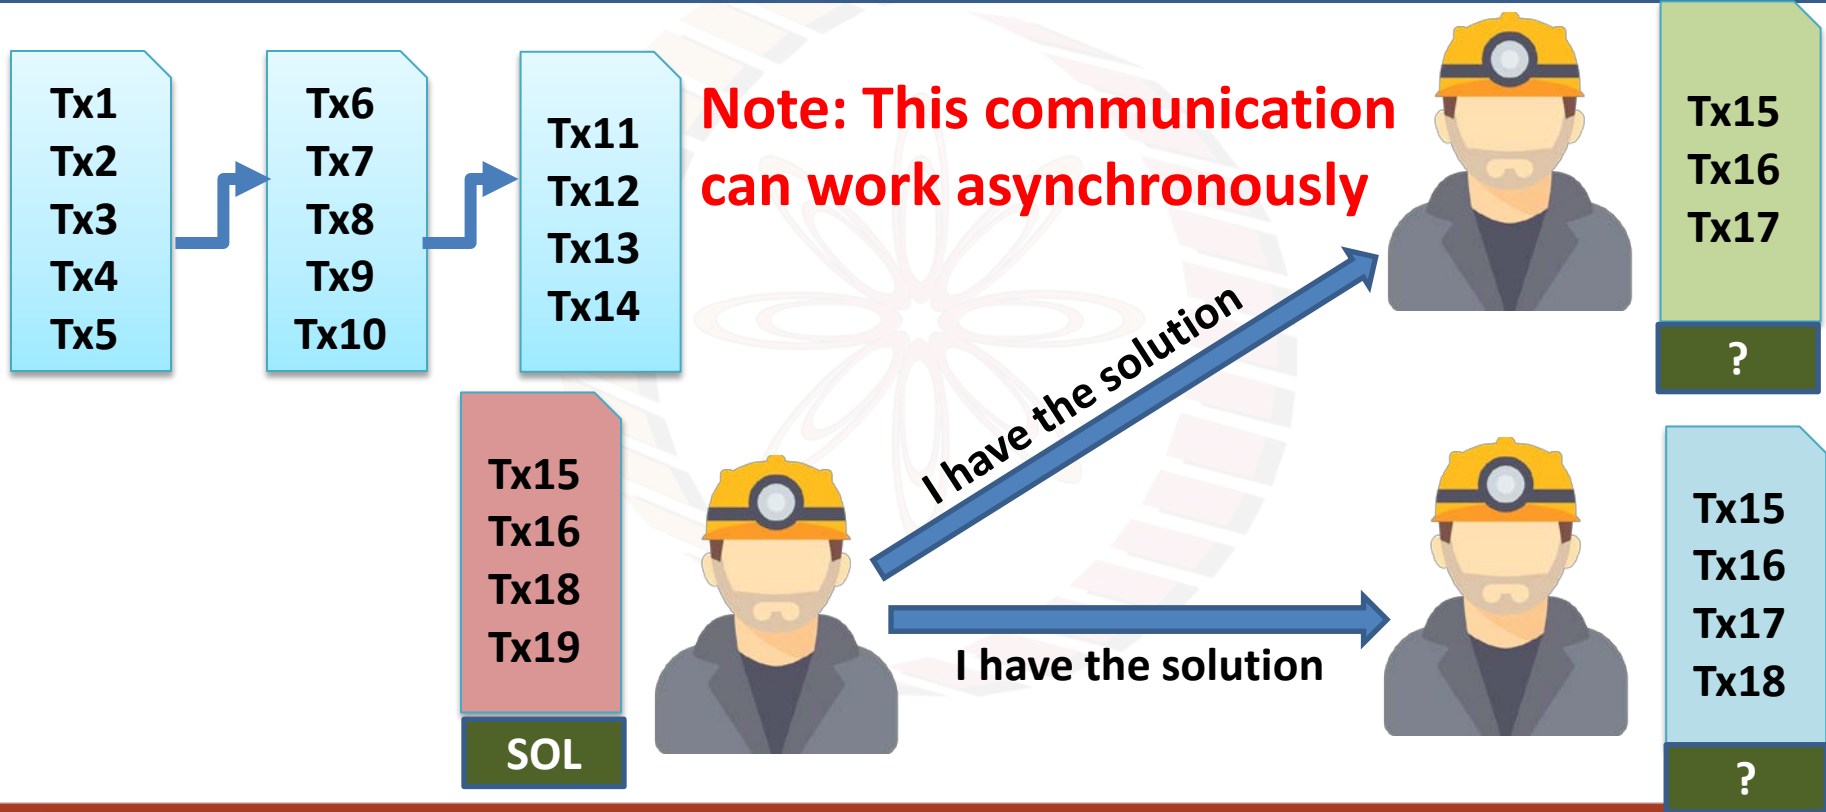 Tx1
Tx2
Tx3
Tx4
Tx5
Tx6
Tx7
Tx8
Tx9
Tx10
Tx11
Tx12
Tx13
Tx14
Note: This communication
can work asynchronously
Tx15
Tx16
Tx17
?
I have the solution
Tx15
Tx16
Tx18
Tx19
SOL
I have the solution
Tx15
Tx16
Tx17
Tx18
?